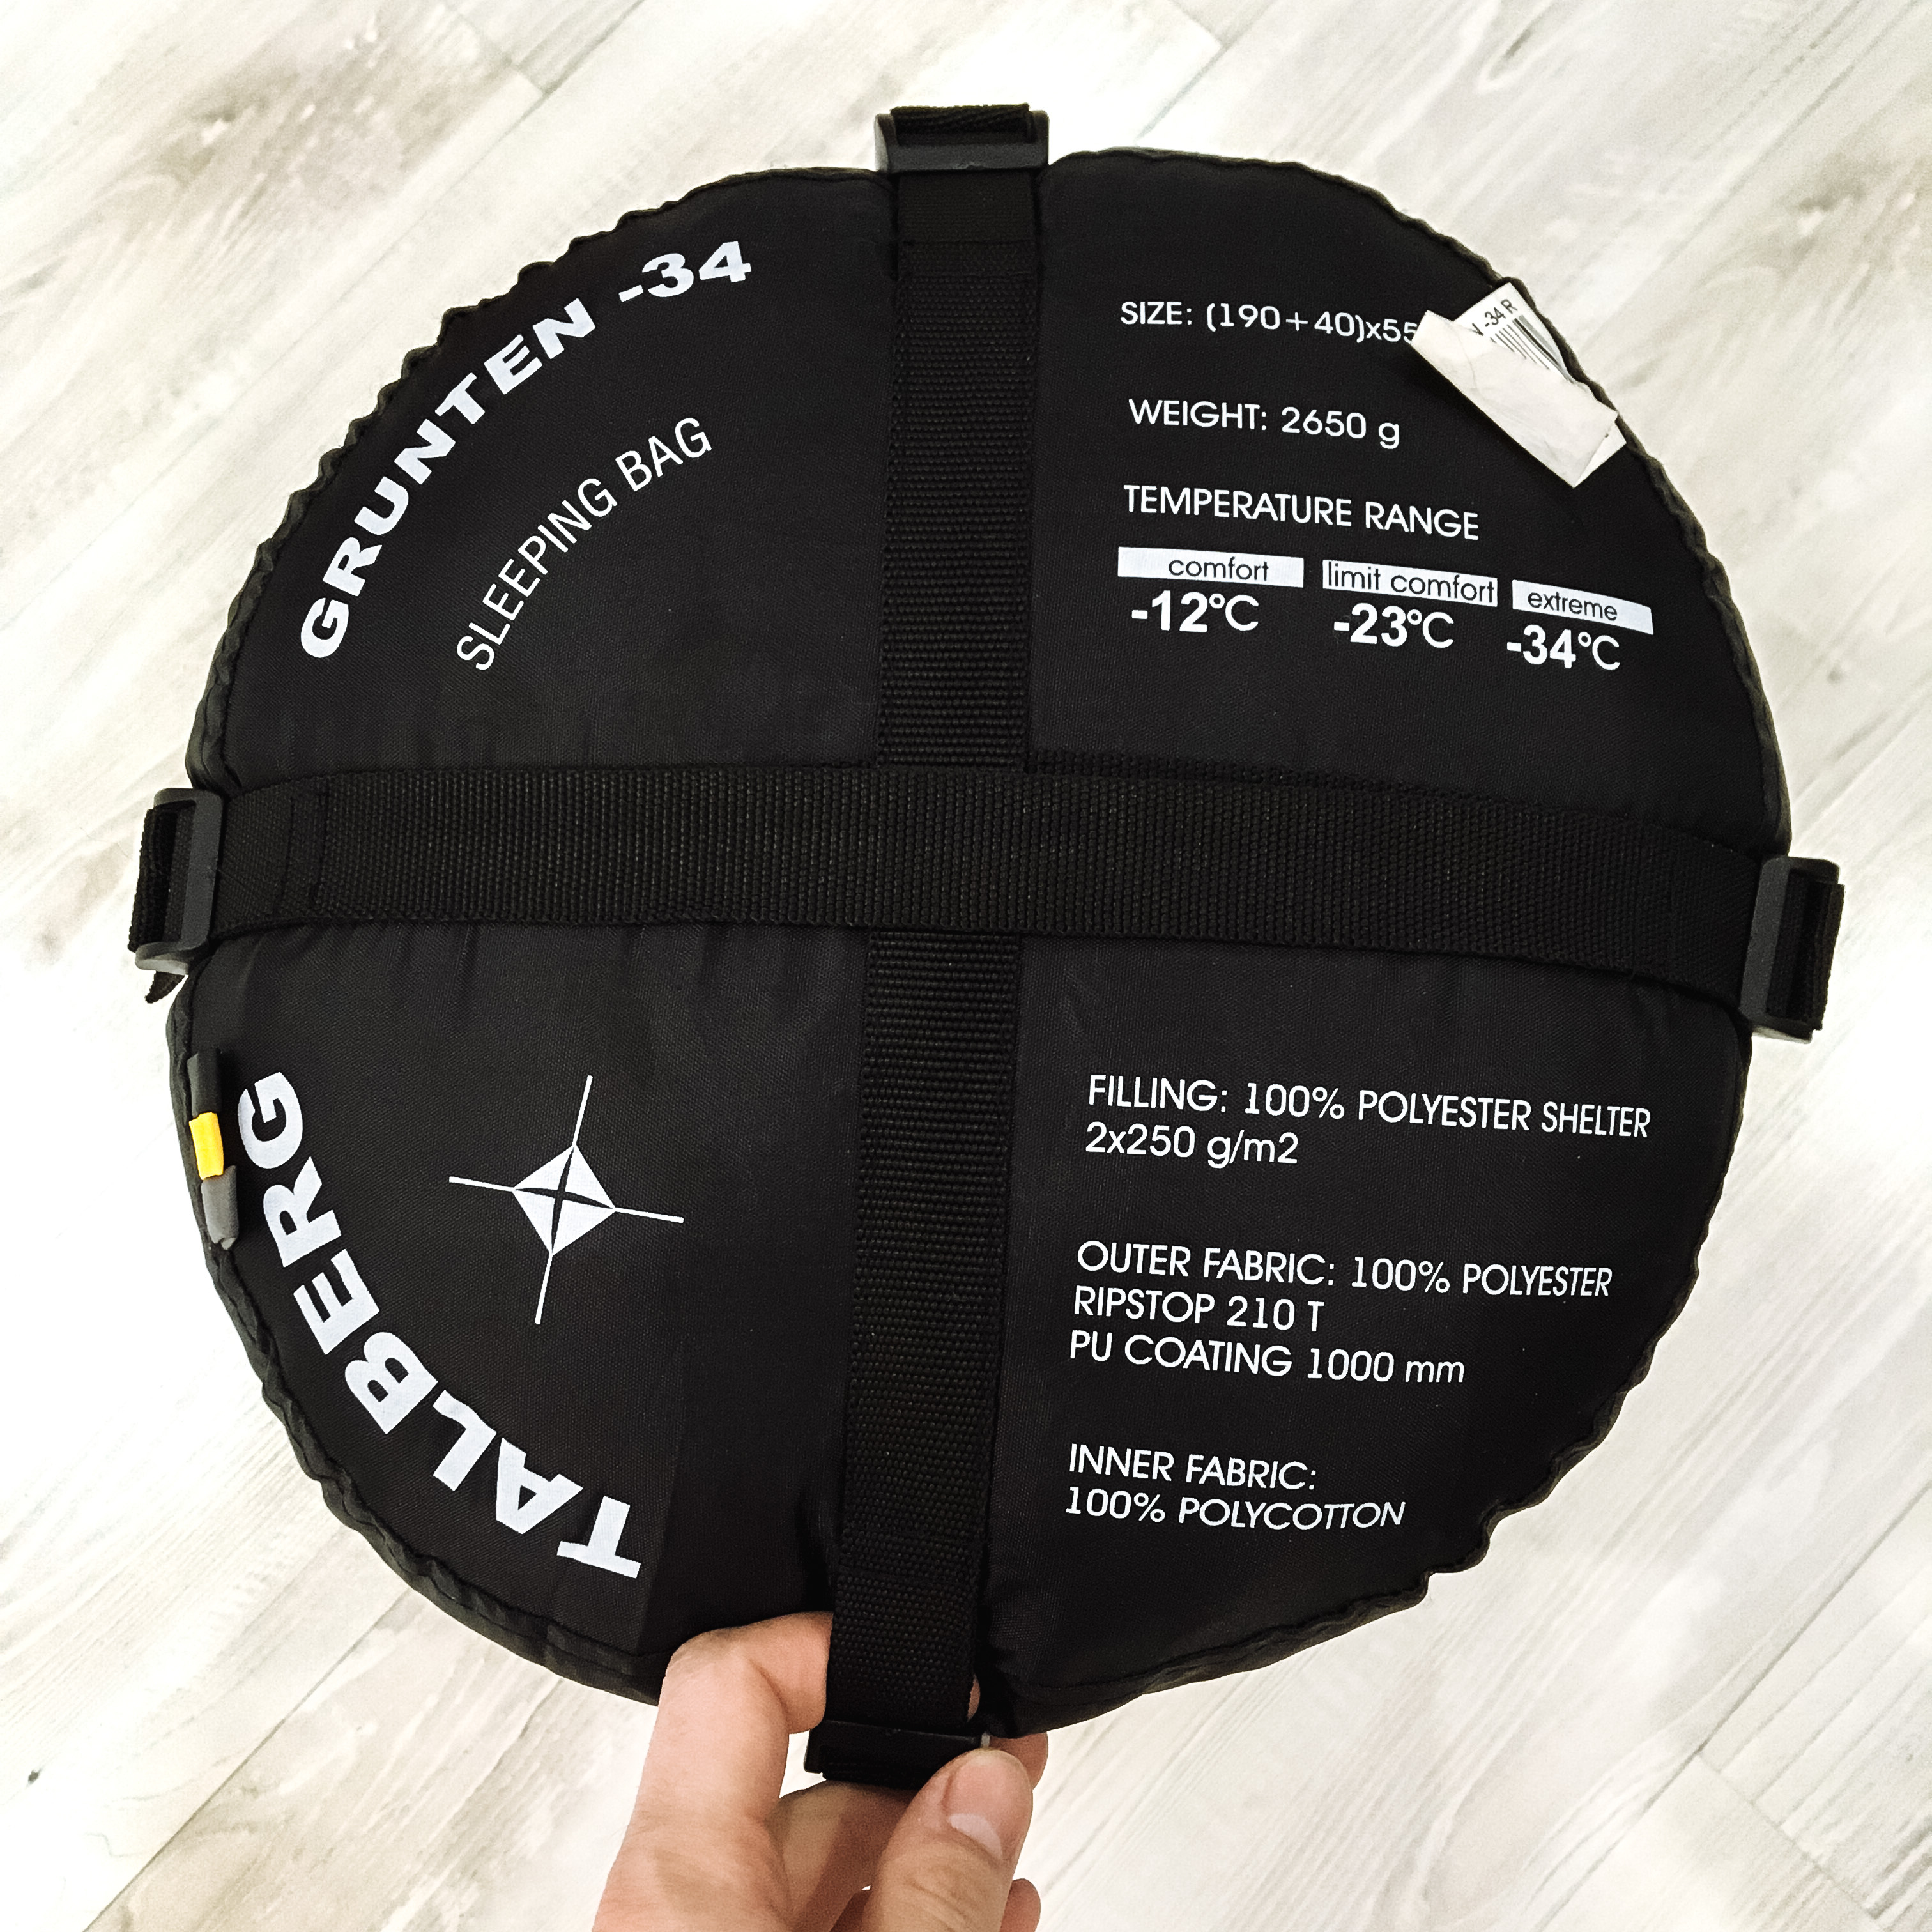 GRUNTEN -34
SLEEPING BAG
SIZE: (190+40)x55
-34 R
WEIGHT: 2650 g
TEMPERATURE RANGE
comfort limit comfort extreme
-12°C -23°C -34°C
TALBERG
FILLING: 100% POLYESTER SHELTER
2x250 g/m2
OUTER FABRIC: 100% POLYESTER
RIPSTOP 210 T
PU COATING 1000 mm
INNER FABRIC:
100% POLYCOTTON